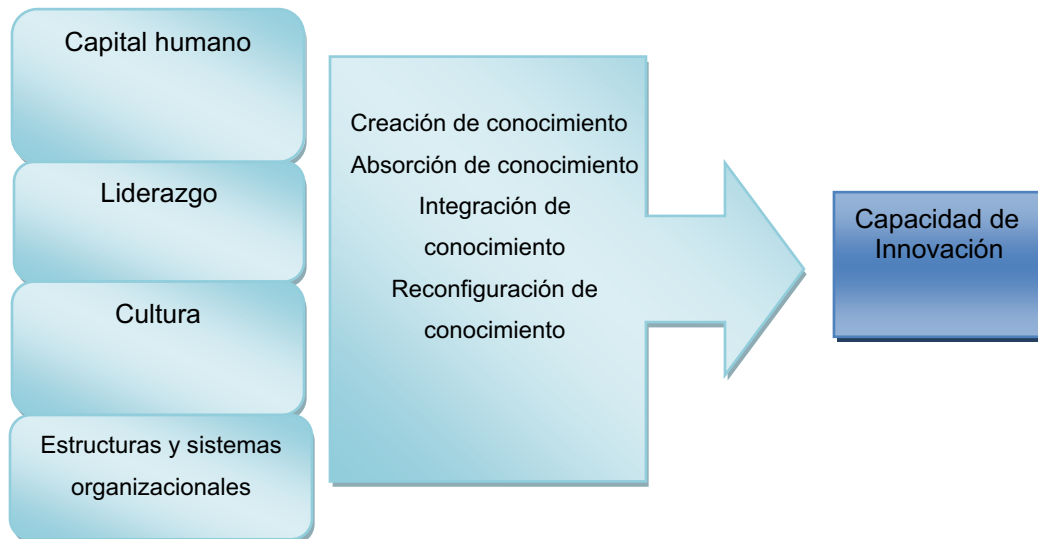 Capital humano
Liderazgo
Cultura
Estructuras y sistemas
organizacionales
Creación de conocimiento
Absorción de conocimiento
Integración de
conocimiento
Reconfiguración de
conocimiento
Capacidad de
Innovación